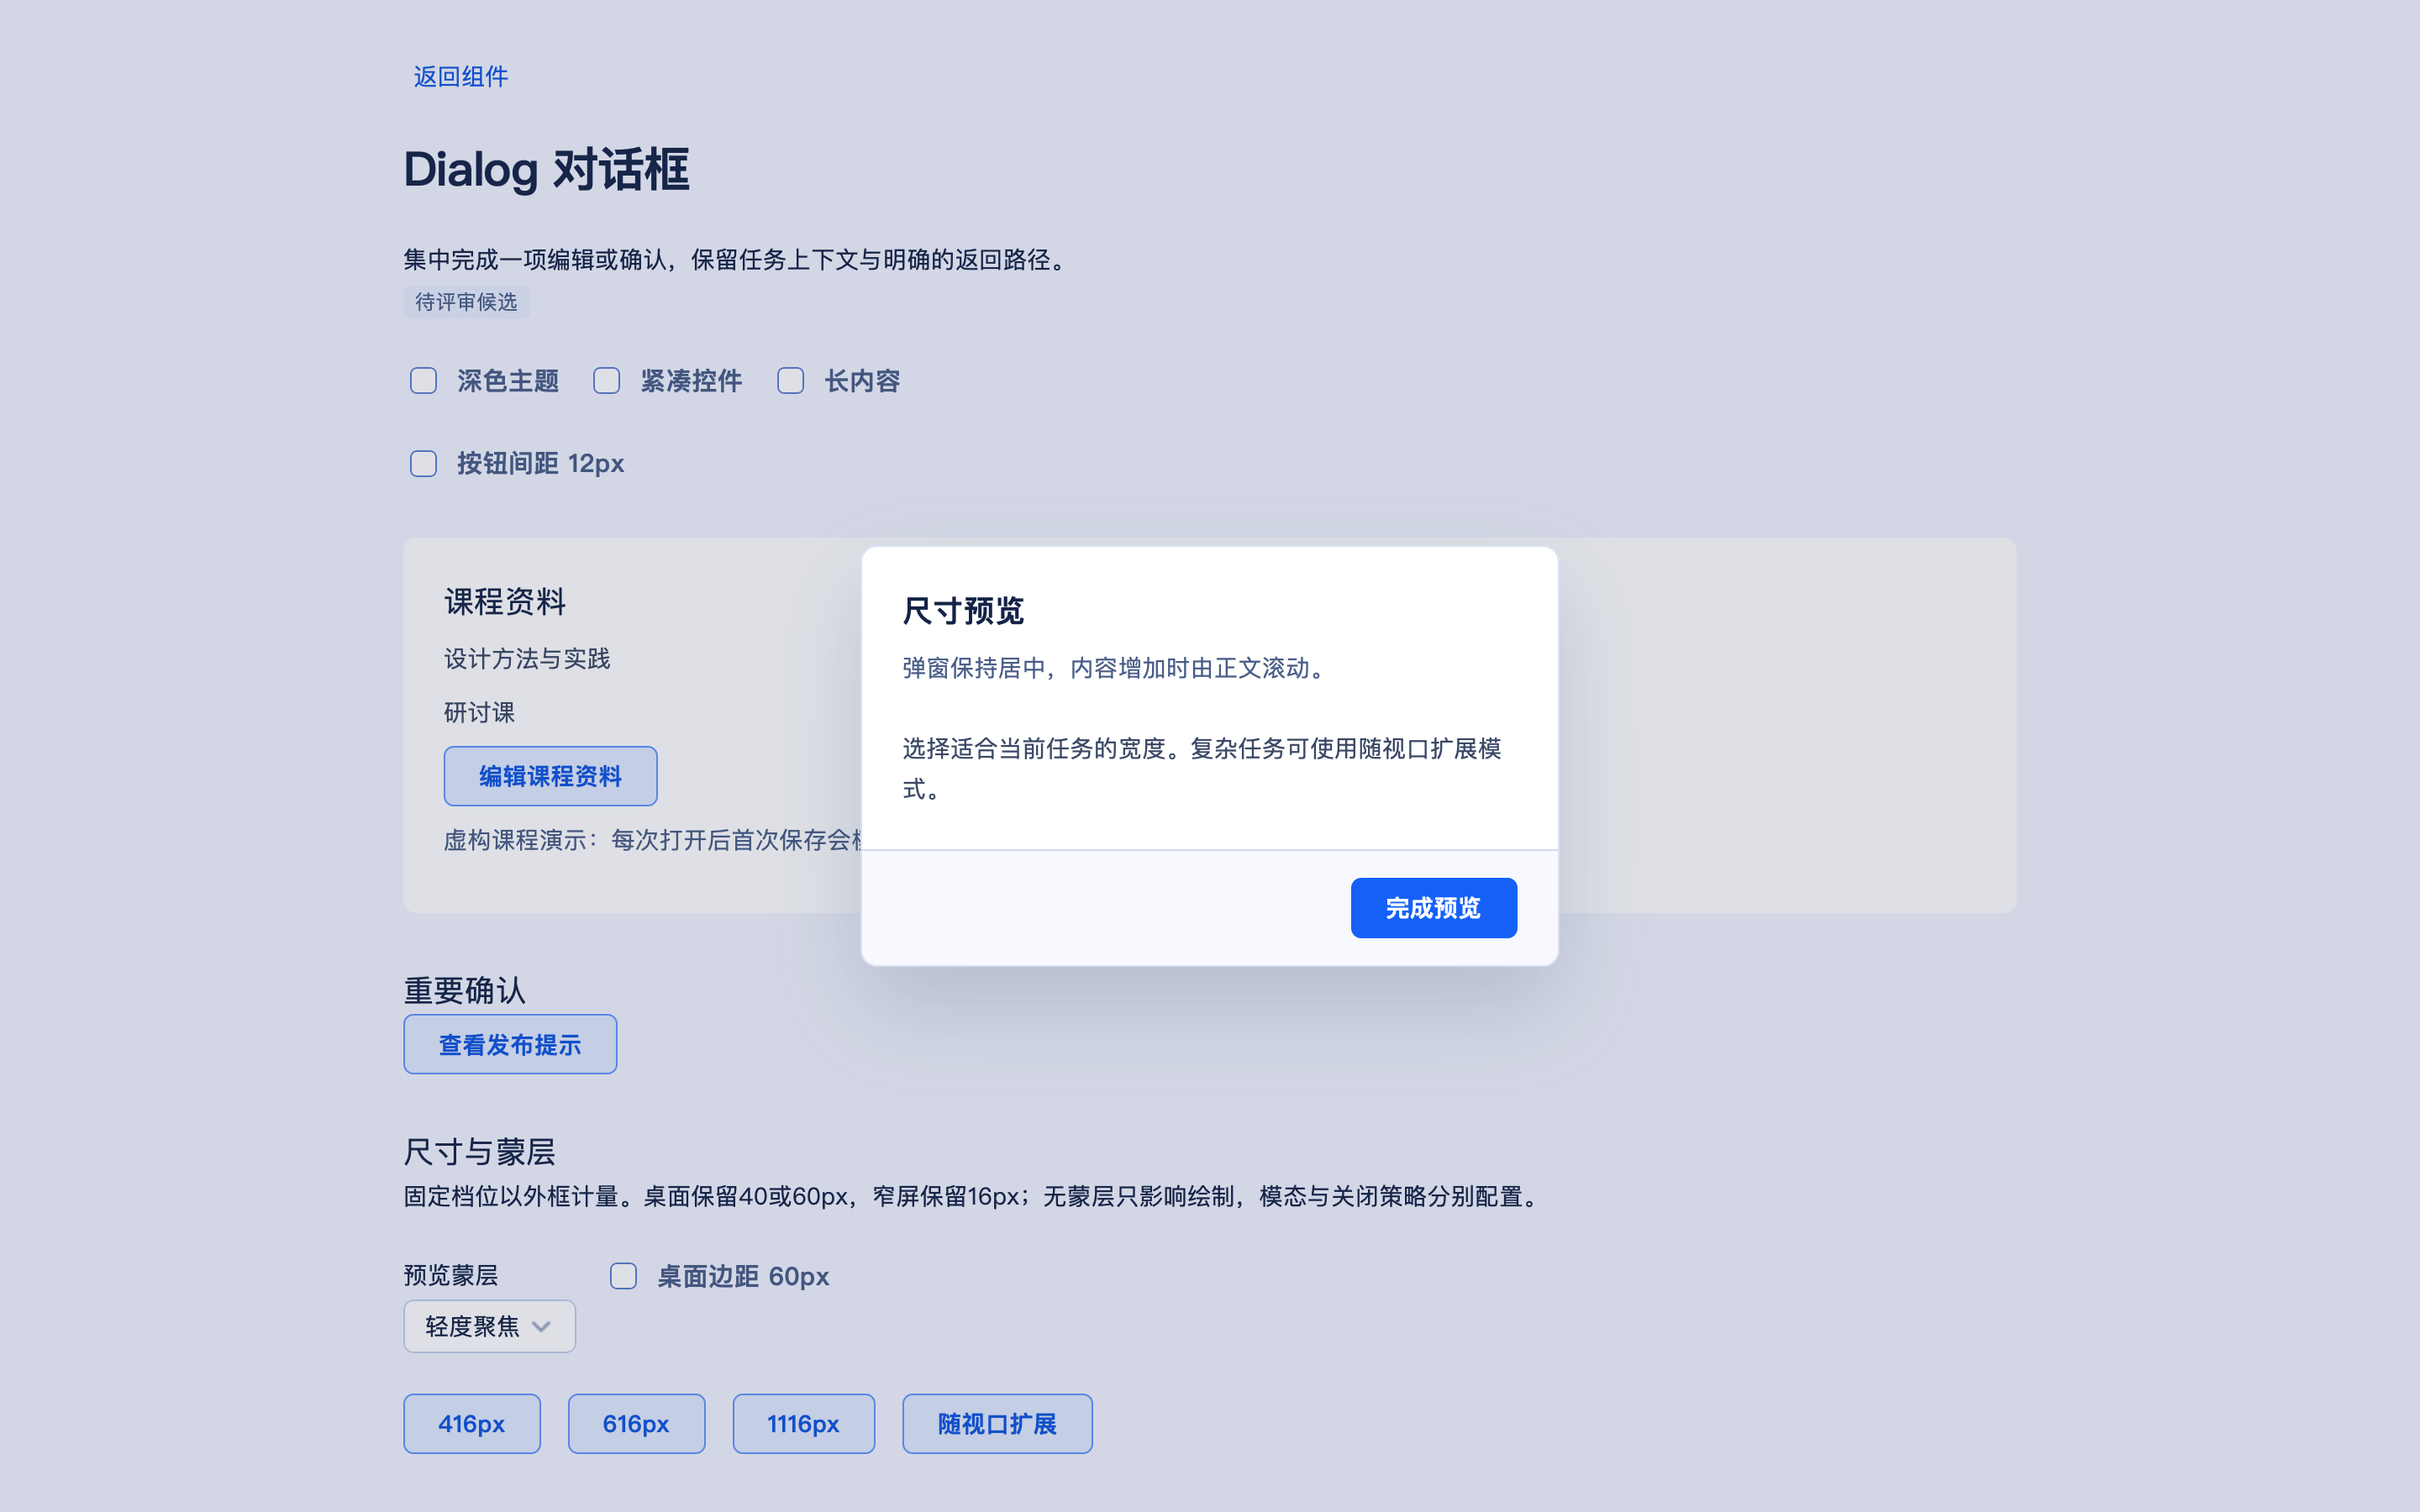 返回组件
Dialog 对话框
集中完成一项编辑或确认，保留任务上下文与明确的返回路径。
待评审候选
深色主题
紧凑控件
长内容
按钮间距 12px
课程资料
设计方法与实践
研讨课
编辑课程资料
虚构课程演示：每次打开后首次保存会
尺寸预览
弹窗保持居中，内容增加时由正文滚动。
选择适合当前任务的宽度。复杂任务可使用随视口扩展模
式。
完成预览
重要确认
查看发布提示
尺寸与蒙层
固定档位以外框计量。桌面保留40或60px，窄屏保留16px；无蒙层只影响绘制，模态与关闭策略分别配置。
预览蒙层
桌面边距 60px
轻度聚焦
416px
616px
1116px
随视口扩展